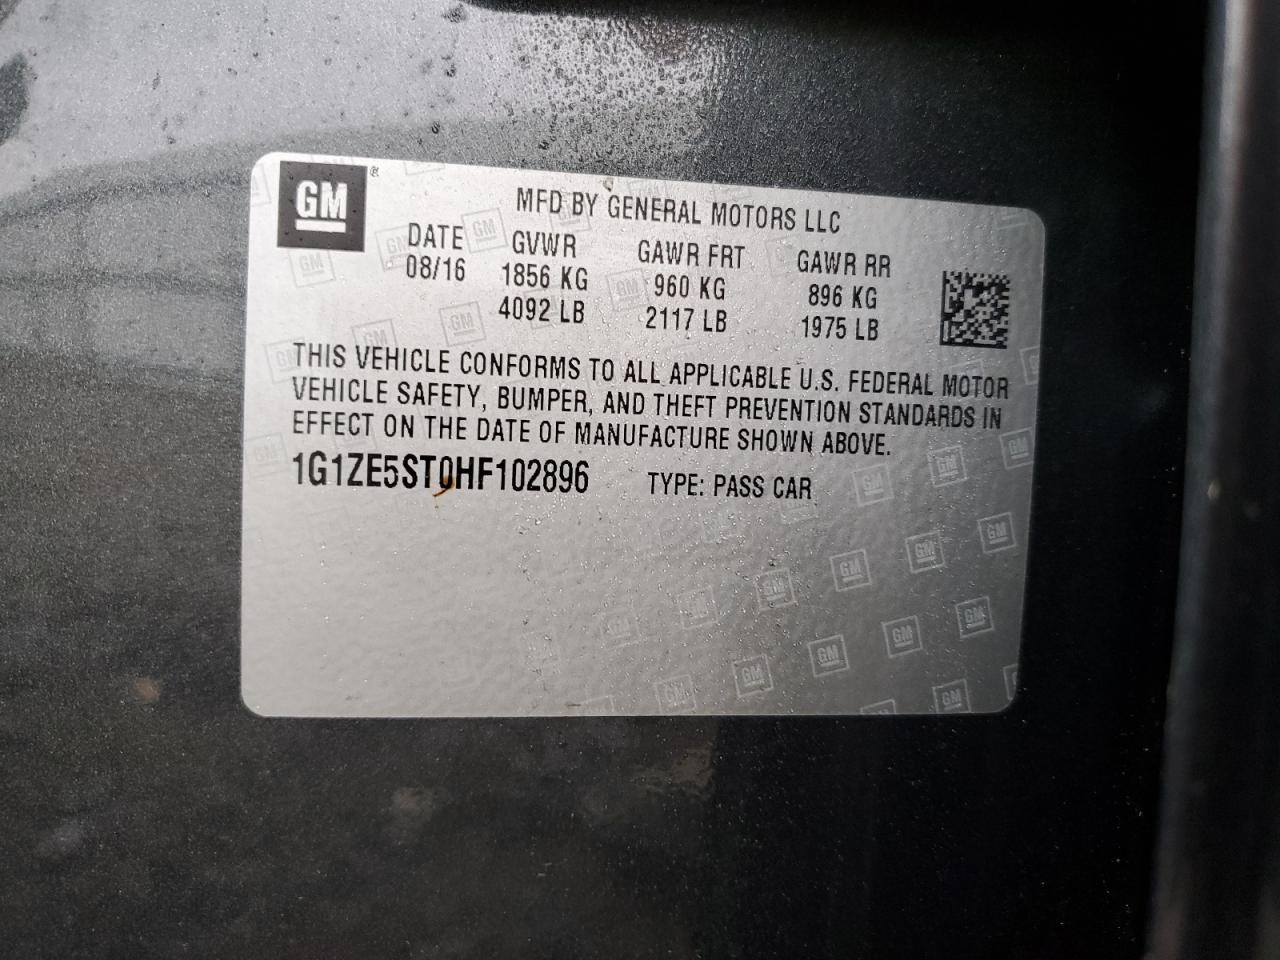 GM ®
MFD BY GENERAL MOTORS LLC
DATE GVWR GAWR FRT GAWR RR
08/16 1856 KG 960 KG 896 KG
4092 LB 2117 LB 1975 LB
THIS VEHICLE CONFORMS TO ALL APPLICABLE U.S. FEDERAL MOTOR
VEHICLE SAFETY, BUMPER, AND THEFT PREVENTION STANDARDS IN
EFFECT ON THE DATE OF MANUFACTURE SHOWN ABOVE.
1G1ZE5ST0HF102896 TYPE: PASS CAR